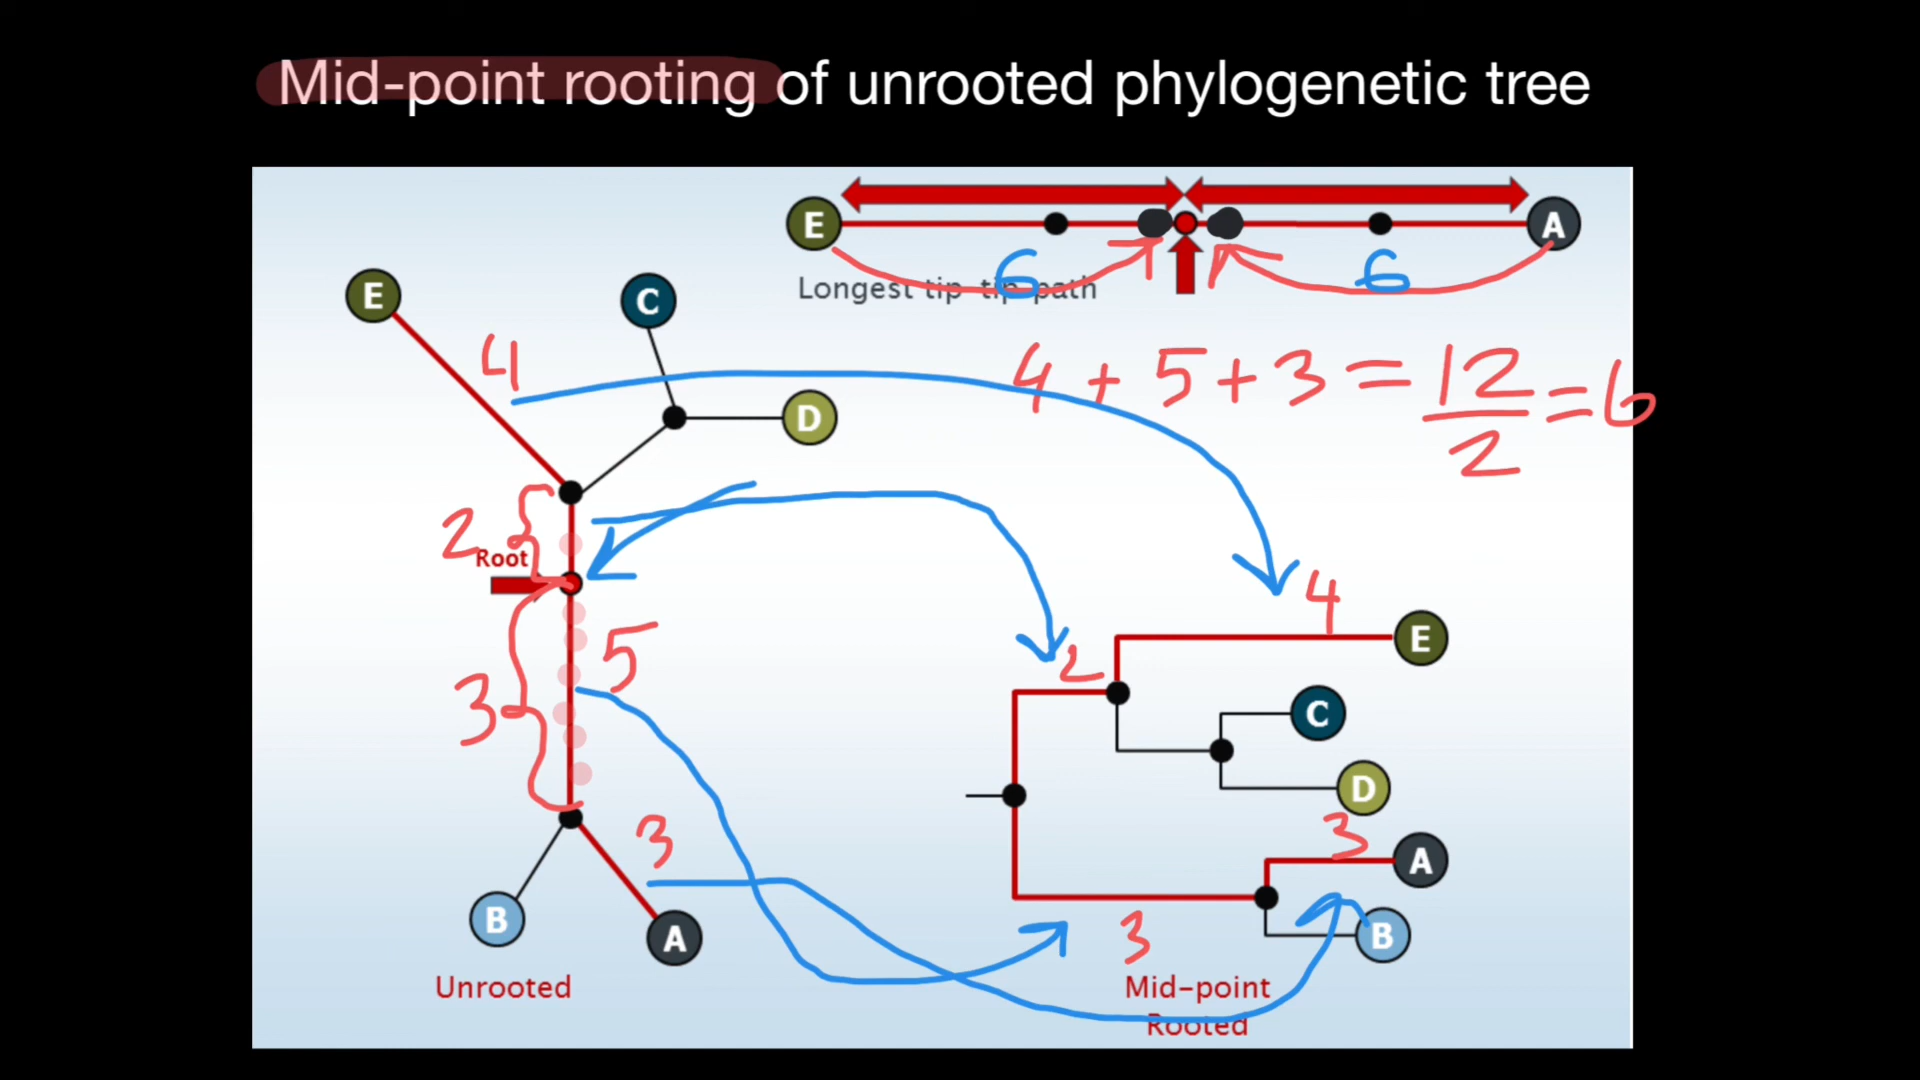 Mid-point rooting of unrooted phylogenetic tree
E A
6 6
Longest tip-tip path
E C
4
4 + 5 + 3 = 12/2 = 6
D
2
Root
5
3
3
B A
Unrooted
4
E
2
C
D
3
A
B
3
Mid-point
Rooted